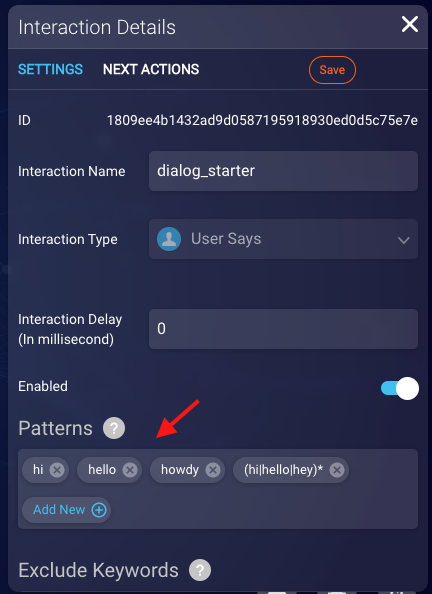 Interaction Details
SETTINGS NEXT ACTIONS Save
ID 1809ee4b1432ad9d0587195918930ed0d5c75e7e
Interaction Name dialog_starter
Interaction Type User Says
Interaction Delay
(In millisecond) 0
Enabled
Patterns ?
hi hello howdy (hi|hello|hey)*
Add New
Exclude Keywords ?